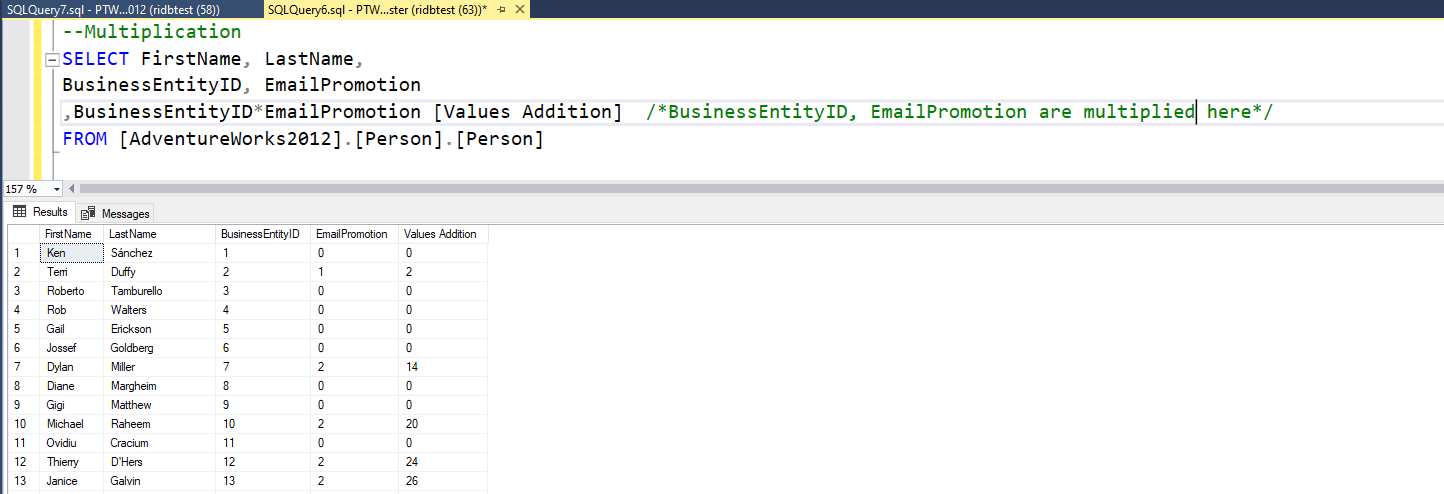 SQLQuery7.sql - PTW...012 (ridbtest (58)) SQLQuery6.sql - PTW...ster (ridbtest (63))*
--Multiplication
SELECT FirstName, LastName,
BusinessEntityID, EmailPromotion
,BusinessEntityID*EmailPromotion [Values Addition]  /*BusinessEntityID, EmailPromotion are multiplied here*/
FROM [AdventureWorks2012].[Person].[Person]
157 %
Results Messages
FirstName LastName BusinessEntityID EmailPromotion Values Addition
1 Ken Sánchez 1 0 0
2 Terri Duffy 2 1 2
3 Roberto Tamburello 3 0 0
4 Rob Walters 4 0 0
5 Gail Erickson 5 0 0
6 Jossef Goldberg 6 0 0
7 Dylan Miller 7 2 14
8 Diane Margheim 8 0 0
9 Gigi Matthew 9 0 0
10 Michael Raheem 10 2 20
11 Ovidiu Cracium 11 0 0
12 Thierry D'Hers 12 2 24
13 Janice Galvin 13 2 26